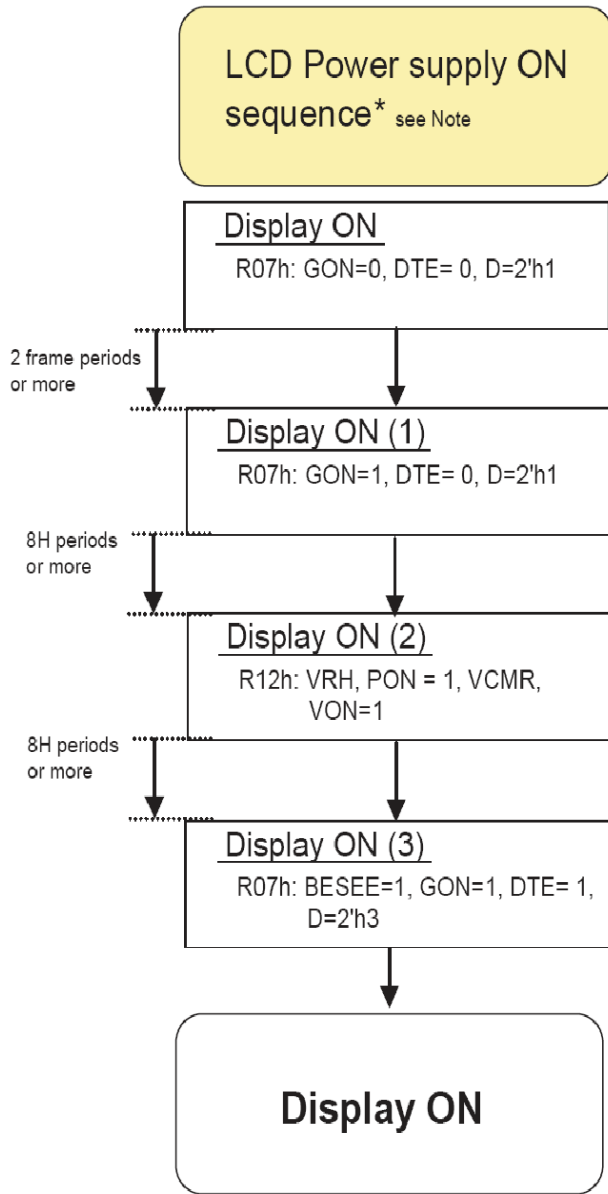 LCD Power supply ON
sequence* see Note
Display ON
R07h: GON=0, DTE= 0, D=2'h1
2 frame periods
or more
Display ON (1)
R07h: GON=1, DTE= 0, D=2'h1
8H periods
or more
Display ON (2)
R12h: VRH, PON = 1, VCMR,
VON=1
8H periods
or more
Display ON (3)
R07h: BESEE=1, GON=1, DTE= 1,
D=2'h3
Display ON